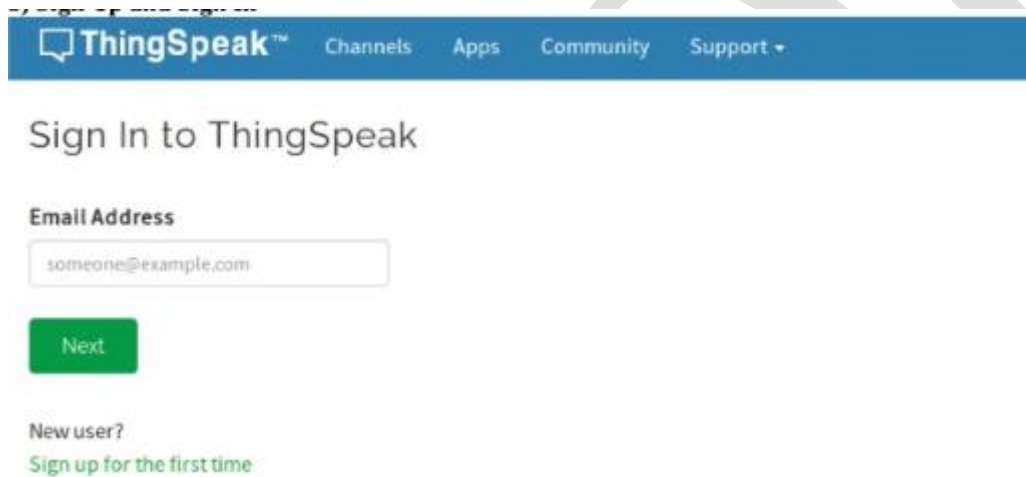 ThingSpeak™ Channels Apps Community Support
Sign In to ThingSpeak
Email Address
someone@example.com
Next
New user?
Sign up for the first time